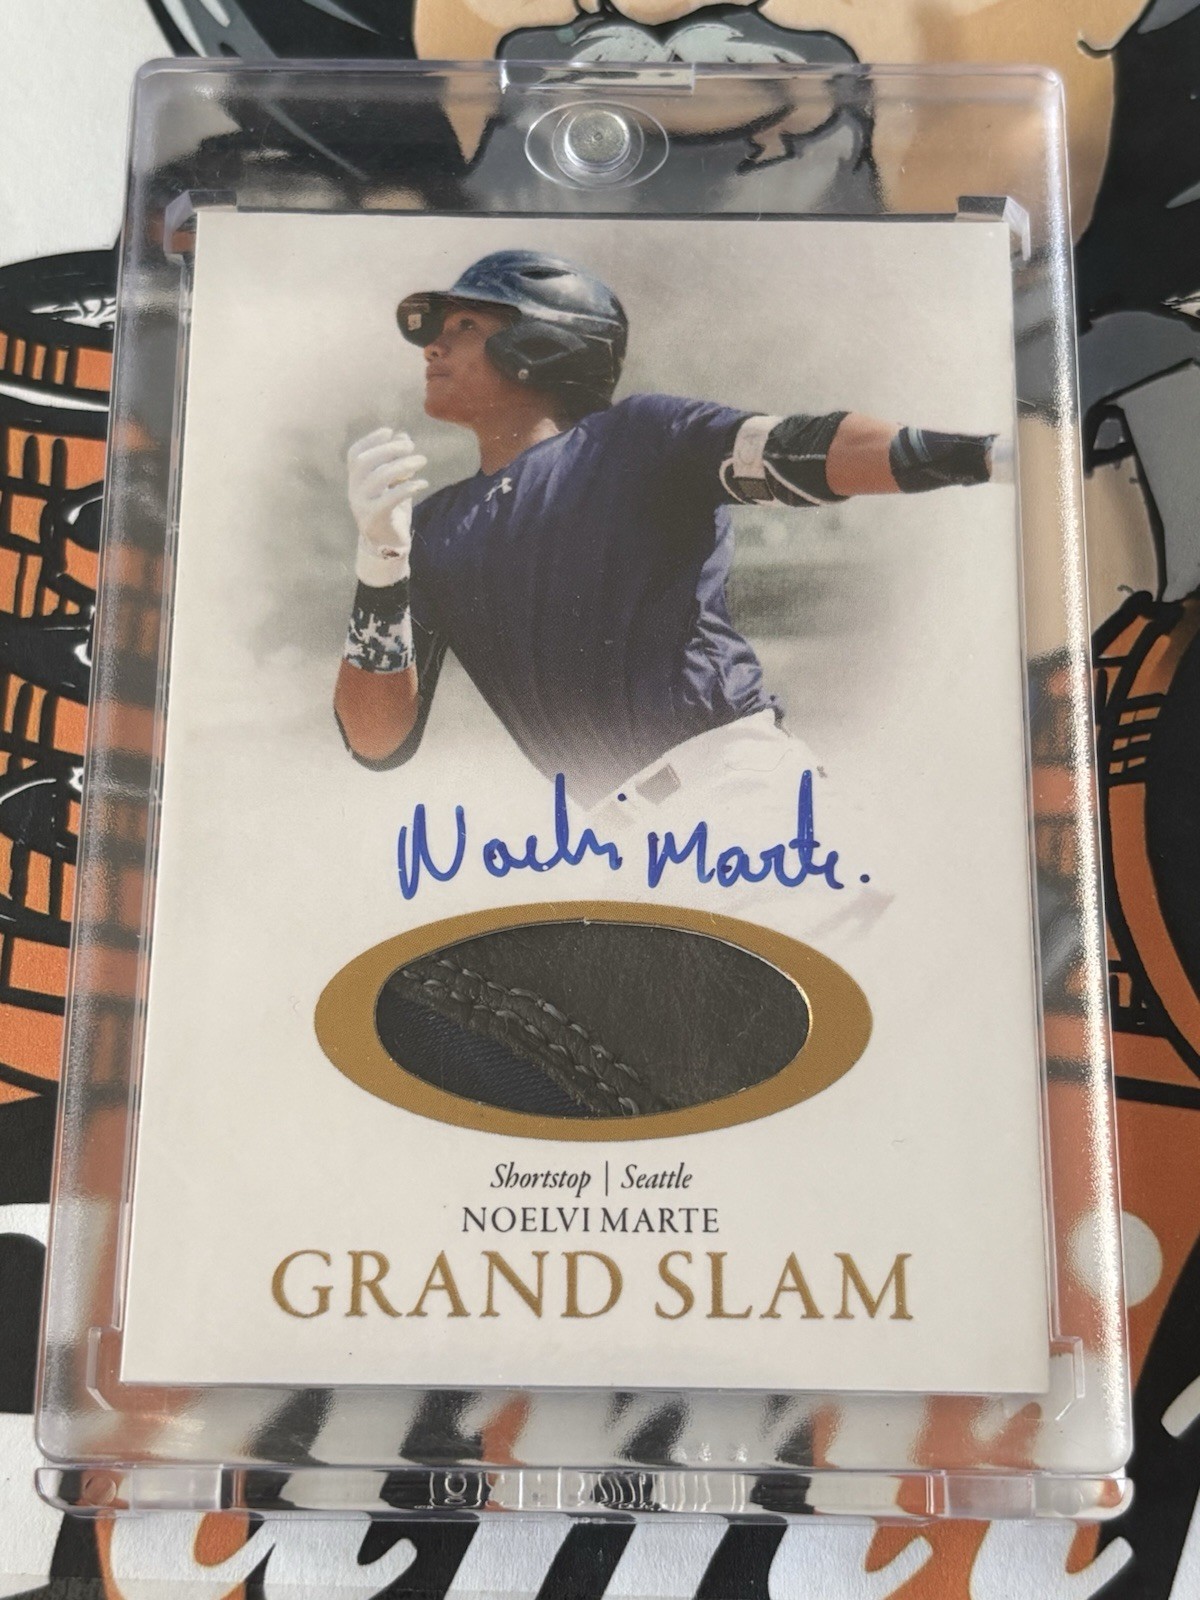 Noelvi Marte.
Shortstop | Seattle
NOELVI MARTE
GRAND SLAM